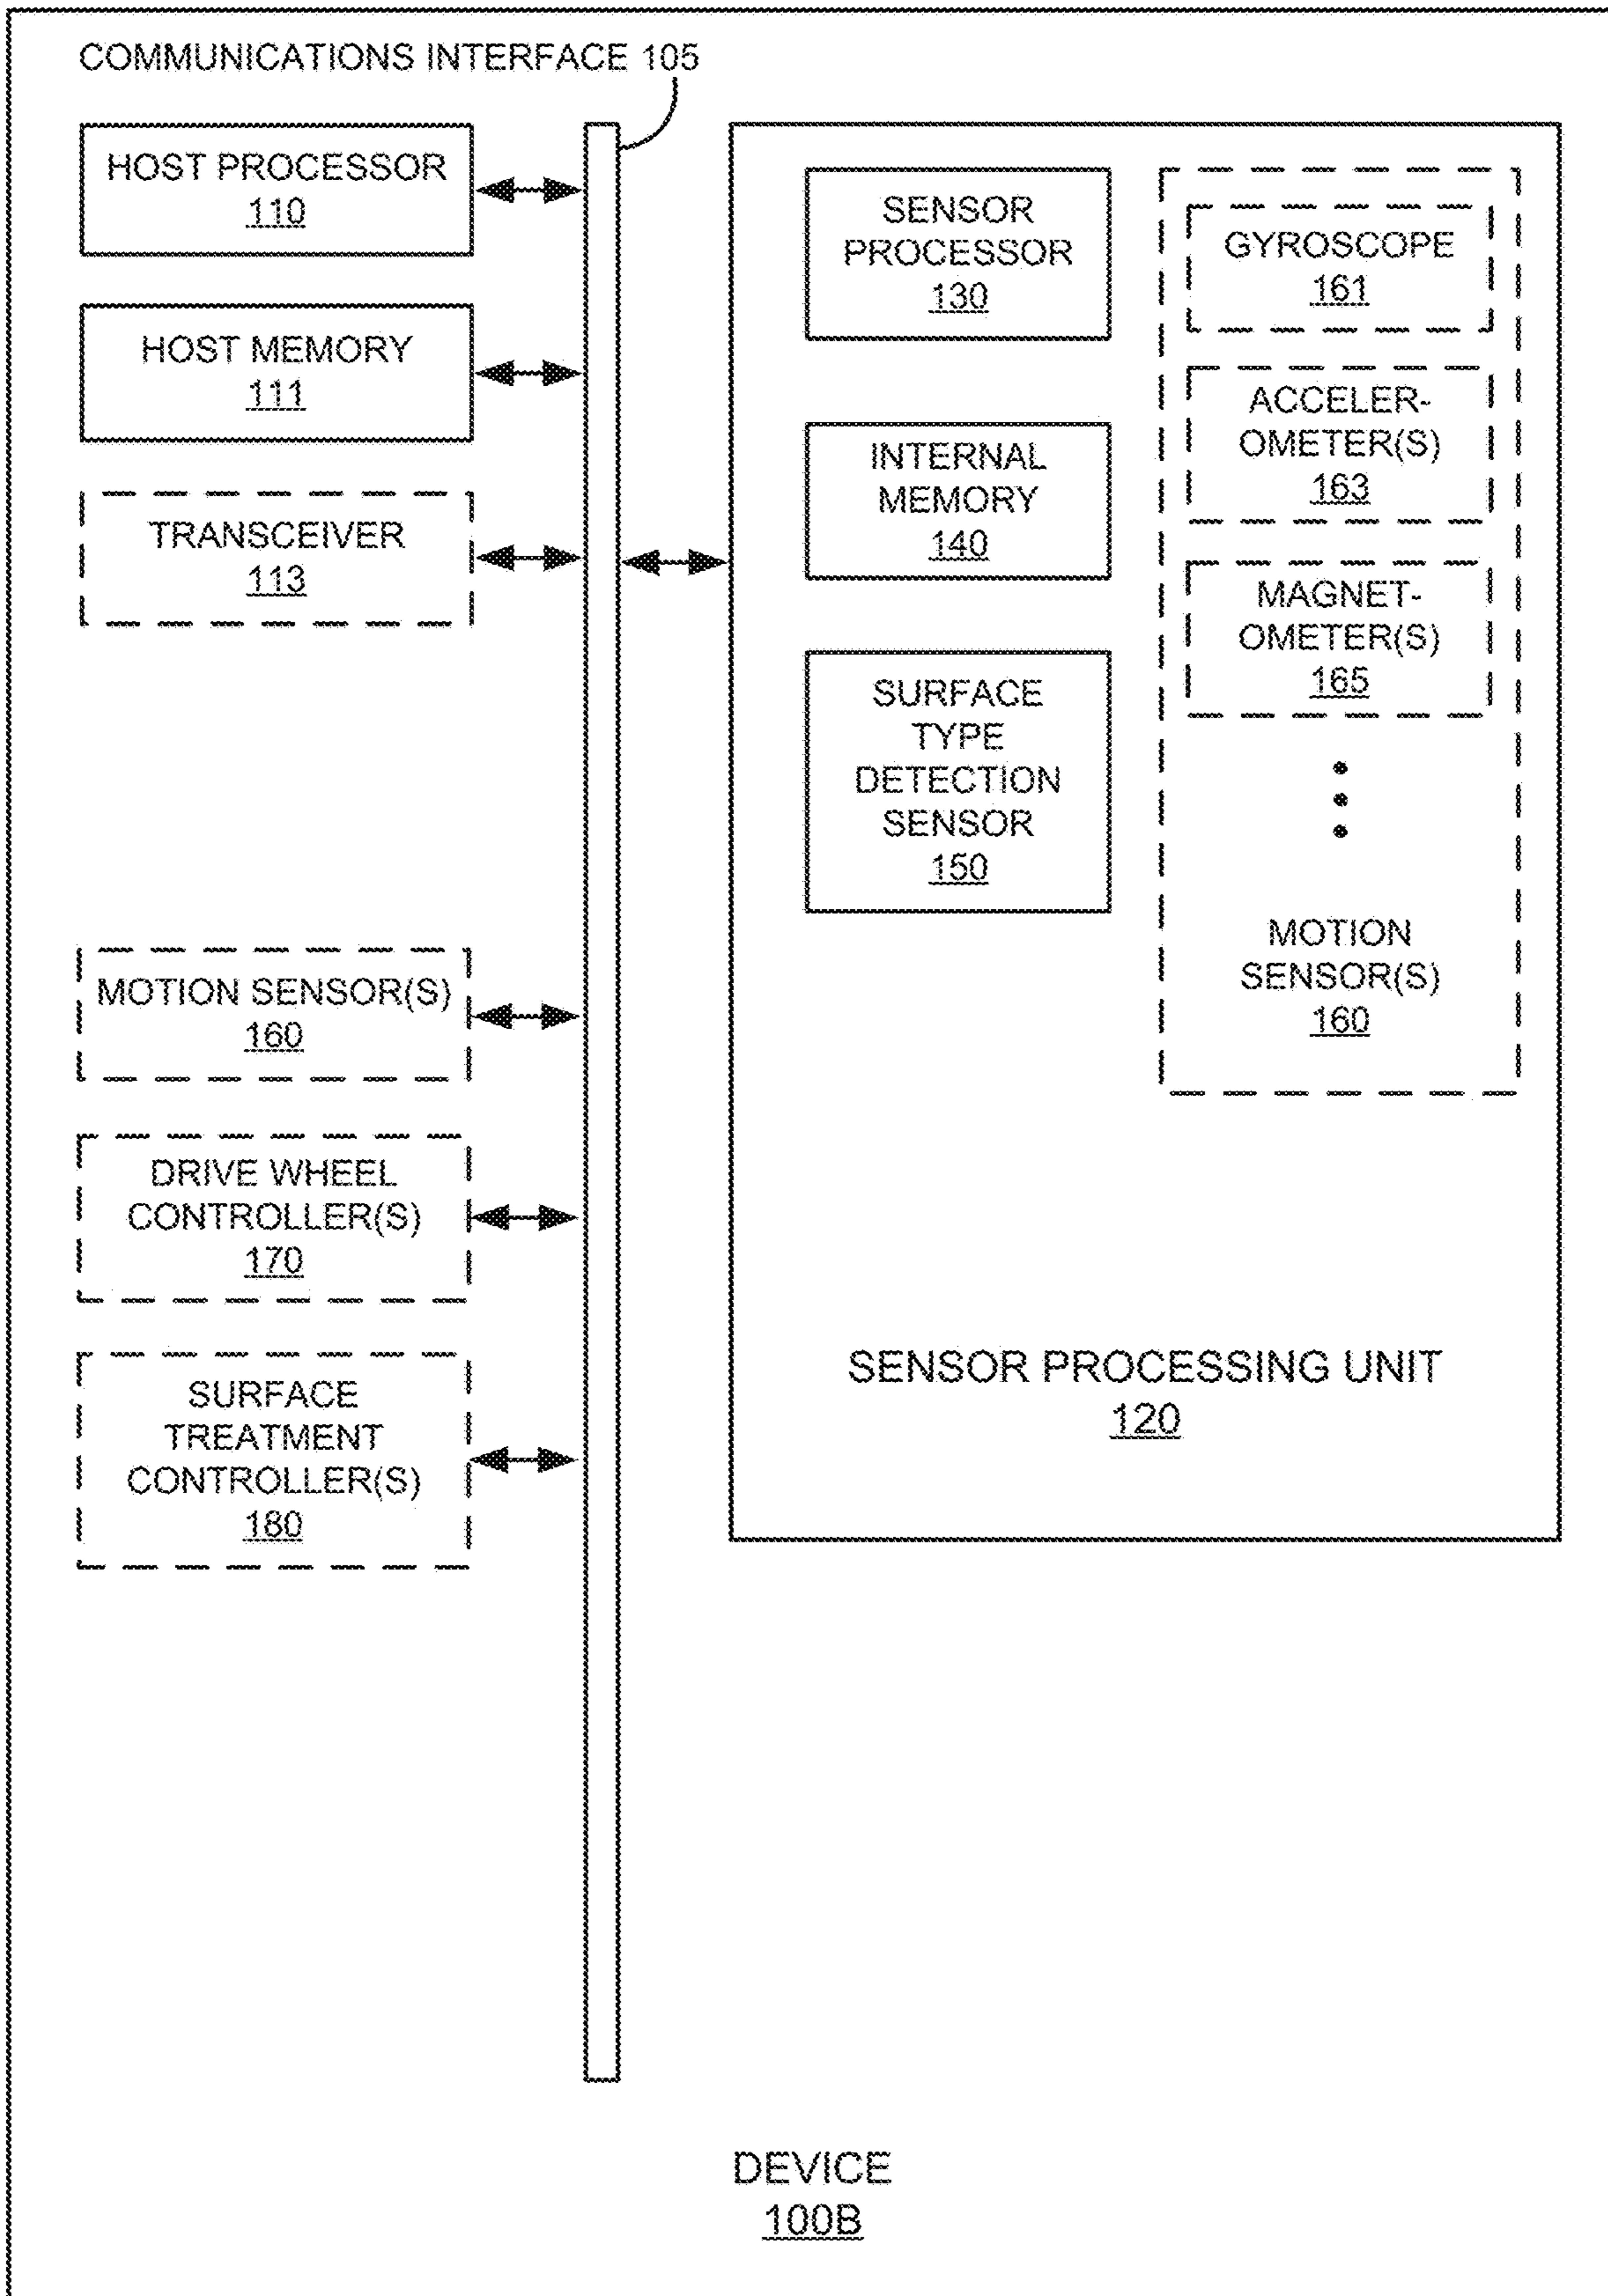 COMMUNICATIONS INTERFACE 105
HOST PROCESSOR
110
HOST MEMORY
111
TRANSCEIVER
113
MOTION SENSOR(S)
160
DRIVE WHEEL
CONTROLLER(S)
170
SURFACE
TREATMENT
CONTROLLER(S)
180
SENSOR
PROCESSOR
130
INTERNAL
MEMORY
140
SURFACE
TYPE
DETECTION
SENSOR
150
GYROSCOPE
161
ACCELER-
OMETER(S)
163
MAGNET-
OMETER(S)
165
MOTION
SENSOR(S)
160
SENSOR PROCESSING UNIT
120
DEVICE
100B